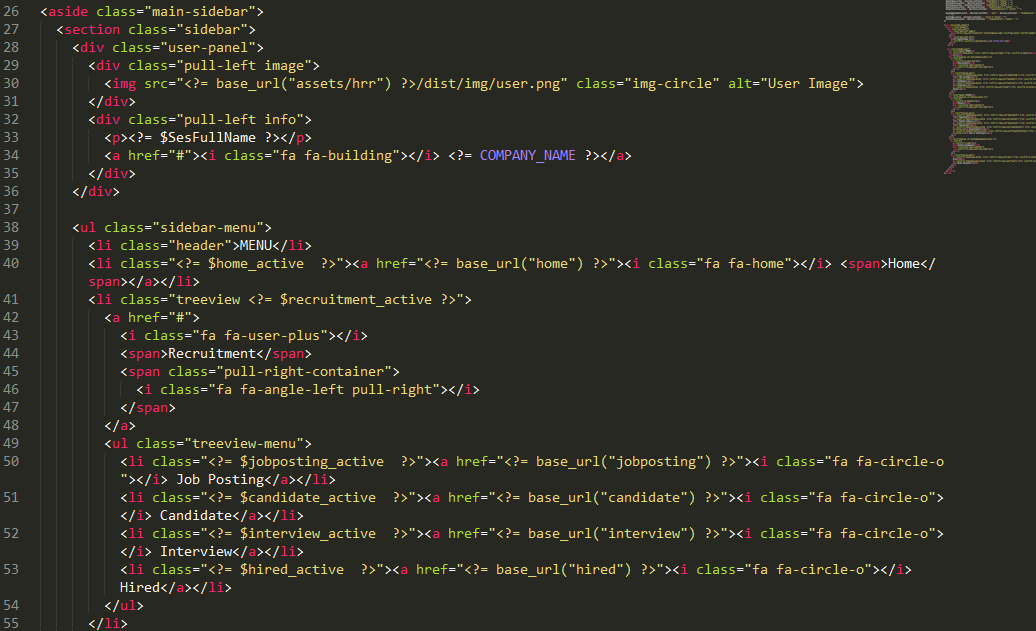 26 <aside class="main-sidebar">
27 <section class="sidebar">
28 <div class="user-panel">
29 <div class="pull-left image">
30 <img src="<?= base_url("assets/hrr") ?>/dist/img/user.png" class="img-circle" alt="User Image">
31 </div>
32 <div class="pull-left info">
33 <p><?= $SesFullName ?></p>
34 <a href="#"><i class="fa fa-building"></i> <?= COMPANY_NAME ?></a>
35 </div>
36 </div>
37
38 <ul class="sidebar-menu">
39 <li class="header">MENU</li>
40 <li class="<?= $home_active  ?>"><a href="<?= base_url("home") ?>"><i class="fa fa-home"></i> <span>Home</
span></a></li>
41 <li class="treeview <?= $recruitment_active ?>">
42 <a href="#">
43 <i class="fa fa-user-plus"></i>
44 <span>Recruitment</span>
45 <span class="pull-right-container">
46 <i class="fa fa-angle-left pull-right"></i>
47 </span>
48 </a>
49 <ul class="treeview-menu">
50 <li class="<?= $jobposting_active  ?>"><a href="<?= base_url("jobposting") ?>"><i class="fa fa-circle-o
"></i> Job Posting</a></li>
51 <li class="<?= $candidate_active  ?>"><a href="<?= base_url("candidate") ?>"><i class="fa fa-circle-o">
</i> Candidate</a></li>
52 <li class="<?= $interview_active  ?>"><a href="<?= base_url("interview") ?>"><i class="fa fa-circle-o">
</i> Interview</a></li>
53 <li class="<?= $hired_active  ?>"><a href="<?= base_url("hired") ?>"><i class="fa fa-circle-o"></i>
Hired</a></li>
54 </ul>
55 </li>